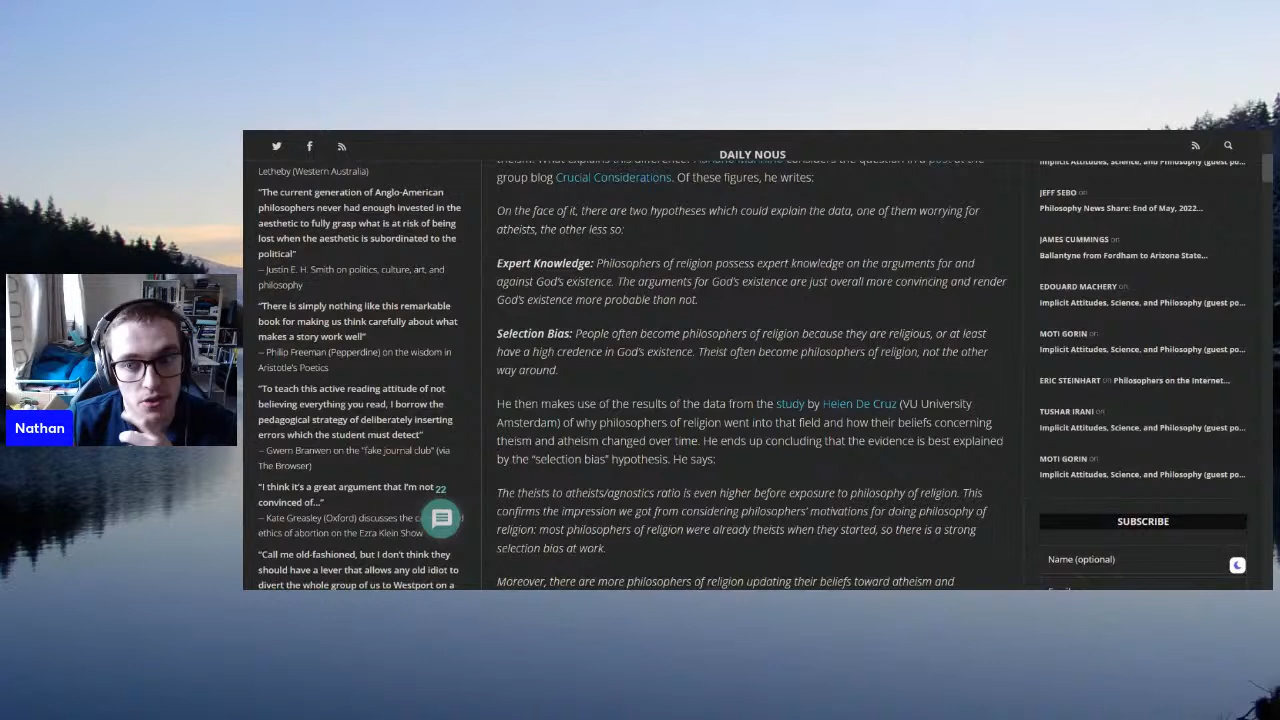 DAILY NOUS
Letheby (Western Australia)
"The current generation of Anglo-American
philosophers never had enough invested in the
aesthetic to fully grasp what is at risk of being
lost when the aesthetic is subordinated to the
political"
-- Justin E. H. Smith on politics, culture, art, and
philosophy
"There is simply nothing like this remarkable
book for making us think carefully about what
makes a story work well"
-- Philip Freeman (Pepperdine) on the wisdom in
Aristotle's Poetics
"To teach this active reading attitude of not
believing everything you read, I borrow the
pedagogical strategy of deliberately inserting
errors which the student must detect"
-- Gwern Branwen on the "fake journal club" (via
The Browser)
"I think it's a great argument that I'm not
convined of..."
-- Kate Greasley (Oxford) discusses the
ethics of abortion on the Ezra Klein Show
"Call me old-fashioned, but I don't think they
should have a lever that allows any old idiot to
divert the whole group of us to Westport on a
22
Nathan
theism. What explains this difference?
considers the question in a post at the
group blog Crucial Considerations. Of these figures, he writes:
On the face of it, there are two hypotheses which could explain the data, one of them worrying for
atheists, the other less so:
Expert Knowledge: Philosophers of religion possess expert knowledge on the arguments for and
against God's existence. The arguments for God's existence are just overall more convincing and render
God's existence more probable than not.
Selection Bias: People often become philosophers of religion because they are religious, or at least
have a high credence in God's existence. Theist often become philosophers of religion, not the other
way around.
He then makes use of the results of the data from the study by Helen De Cruz (VU University
Amsterdam) of why philosophers of religion went into that field and how their beliefs concerning
theism and atheism changed over time. He ends up concluding that the evidence is best explained
by the "selection bias" hypothesis. He says:
The theists to atheists/agnostics ratio is even higher before exposure to philosophy of religion. This
confirms the impression we got from considering philosophers' motivations for doing philosophy of
religion: most philosophers of religion were already theists when they started, so there is a strong
selection bias at work.
Moreover, there are more philosophers of religion updating their beliefs toward atheism and
Implicit Attitudes, Science, and Philosophy (guest po...
JEFF SEBO on
Philosophy News Share: End of May, 2022...
JAMES CUMMINGS on
Ballantyne from Fordham to Arizona State...
EDOUARD MACHERY on
Implicit Attitudes, Science, and Philosophy (guest po...
MOTI GORIN on
Implicit Attitudes, Science, and Philosophy (guest po...
ERIC STEINHART on Philosophers on the Internet...
TUSHAR IRANI on
Implicit Attitudes, Science, and Philosophy (guest po...
MOTI GORIN on
Implicit Attitudes, Science, and Philosophy (guest po...
SUBSCRIBE
Name (optional)